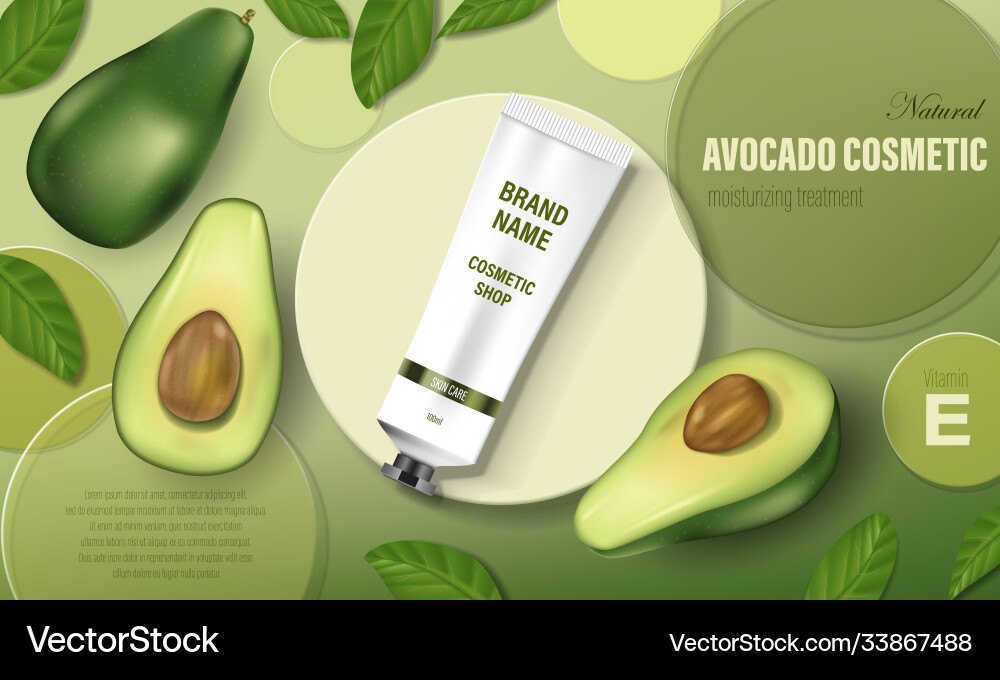 Natural
AVOCADO COSMETIC
moisturizing treatment
BRAND
NAME
COSMETIC
SHOP
SKIN CARE
100ml
Vitamin
E
Lorem ipsum dolor sit amet, consectetur adipiscing elit,
sed do eiusmod tempor incididunt ut labore et dolore magna aliqua.
Ut enim ad minim veniam, quis nostrud exercitation
ullamco laboris nisi ut aliquip ex ea commodo consequat.
Duis aute irure dolor in reprehenderit in voluptate velit esse
cillum dolore eu fugiat nulla pariatur.
VectorStock
VectorStock.com/33867488